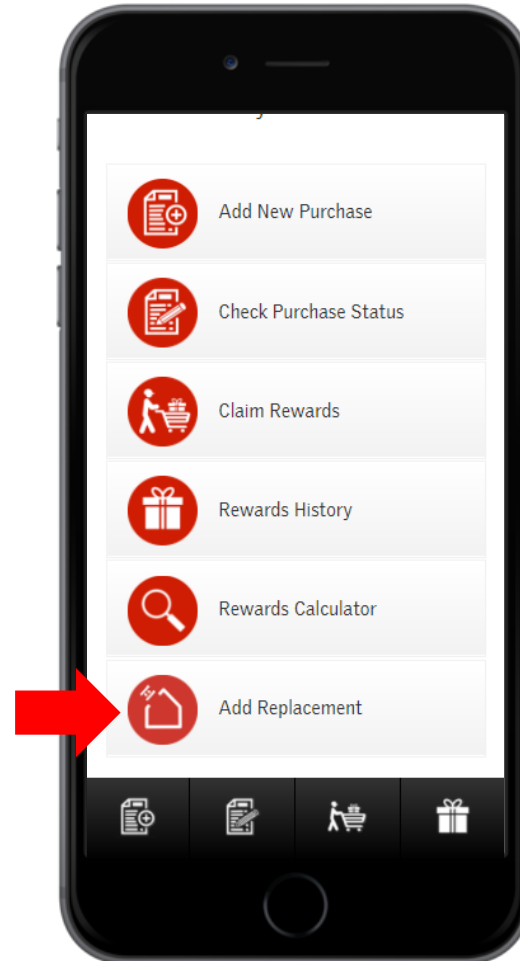 Add New Purchase
Check Purchase Status
Claim Rewards
Rewards History
Rewards Calculator
Add Replacement